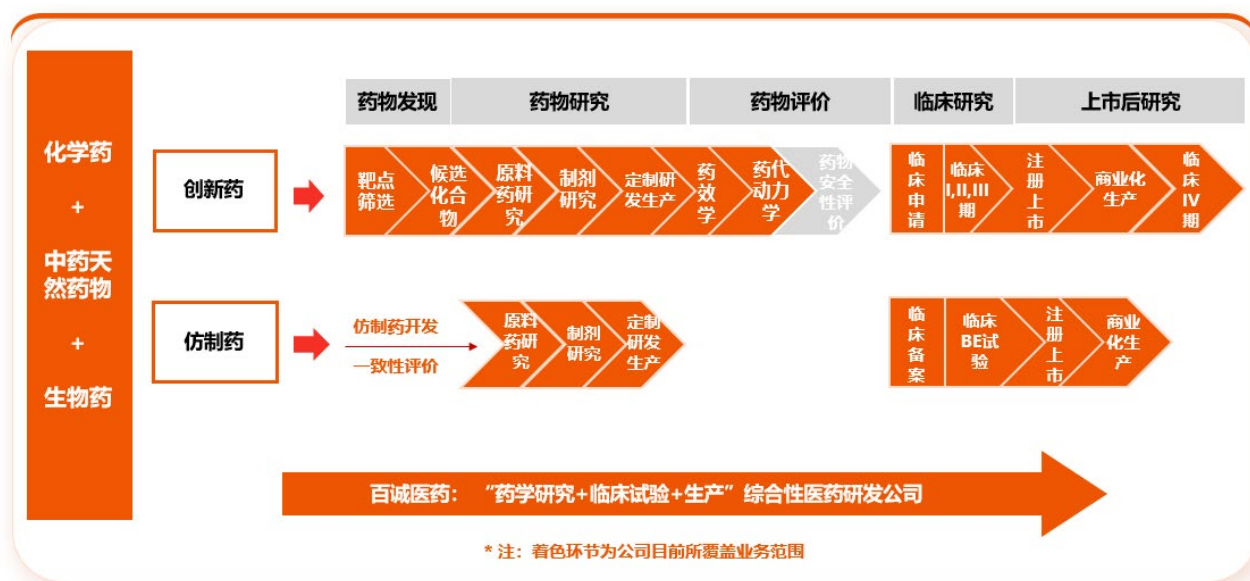 化学药
+
中药天
然药物
+
生物药
药物发现
药物研究
药物评价
临床研究
上市后研究
创新药
靶点
筛选
候选
化合
物
原料
药研
究
制剂
研究
定制研
发生产
药
效
学
药代
动力
学
药物
安全
性评
价
临
床
申
请
临床
I,II,III
期
注
册
上
市
商业化
生产
临
床
IV
期
仿制药
仿制药开发
一致性评价
原料
药研
究
制剂
研究
定制
研发
生产
临
床
备
案
临床
BE试
验
注
册
上
市
商业
化生
产
百诚医药： “药学研究+临床试验+生产”综合性医药研发公司
* 注：着色环节为公司目前所覆盖业务范围